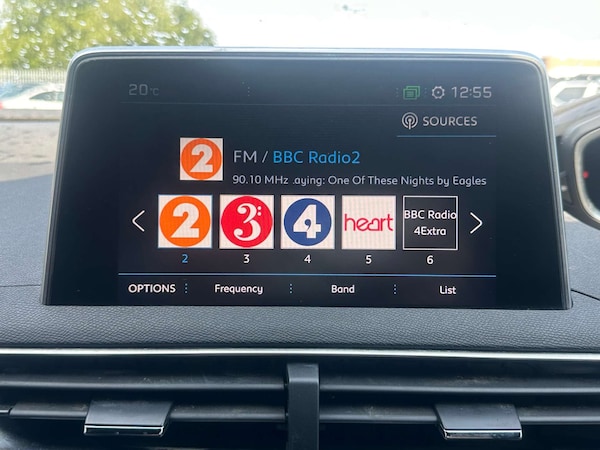 20°C
12:55
SOURCES
2
FM / BBC Radio2
90.10 MHz .aying: One Of These Nights by Eagles
2
3
4
heart
BBC Radio
4Extra
2 3 4 5 6
OPTIONS Frequency Band List